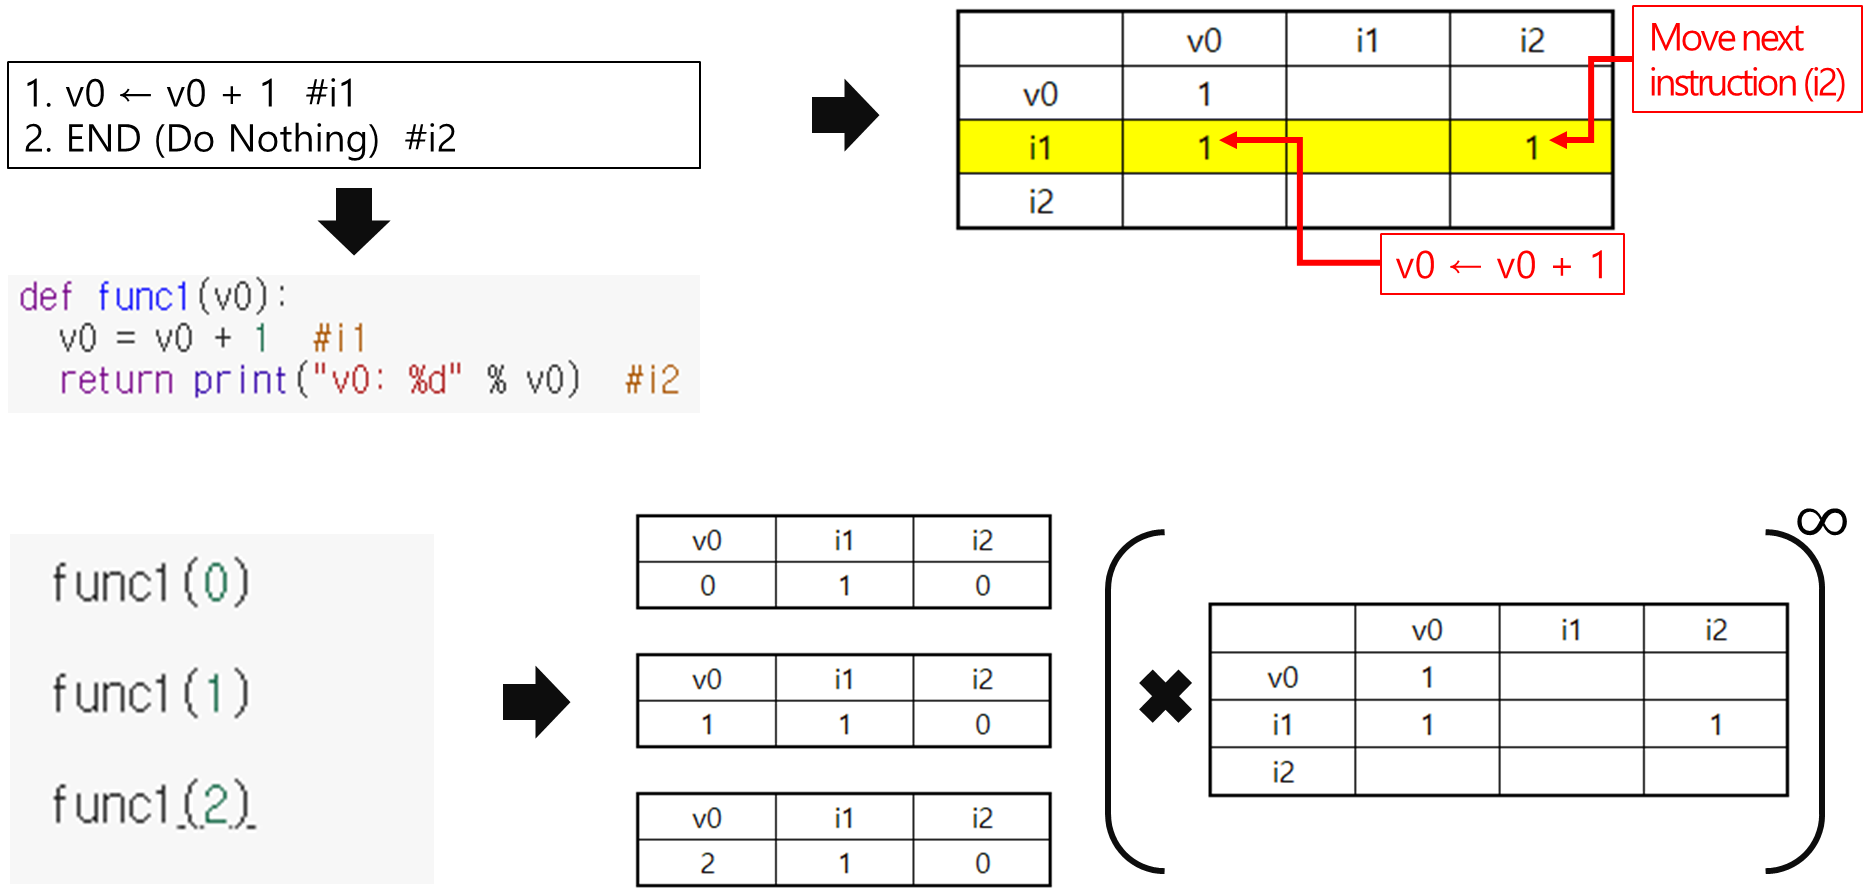 1. v0 ← v0 + 1 #i1
2. END (Do Nothing) #i2
v0 i1 i2
v0 1
i1 1 1
i2
Move next
instruction (i2)
v0 ← v0 + 1
def func1(v0):
v0 = v0 + 1 #i1
return print("v0: %d" % v0) #i2
func1(0)
func1(1)
func1(2)
v0 i1 i2
0 1 0
v0 i1 i2
1 1 0
v0 i1 i2
2 1 0
∞
v0 i1 i2
v0 1
i1 1 1
i2